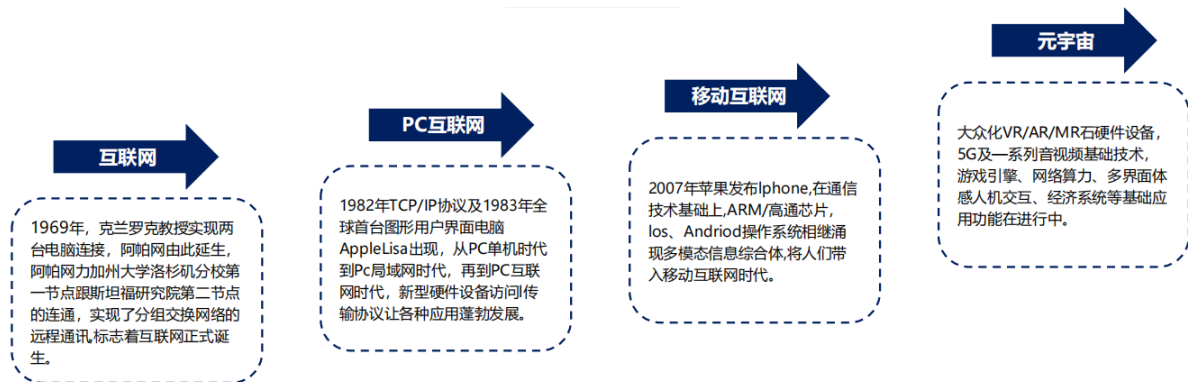 互联网
1969年，克兰罗克教授实现两
台电脑连接，阿帕网由此延生，
阿帕网力加州大学洛杉矶分校第
一节点跟斯坦福研究院第二节点
的连通，实现了分组交换网络的
远程通讯,标志着互联网正式诞
生。
PC互联网
1982年TCP/IP协议及1983年全
球首台图形用户界面电脑
AppleLisa出现，从PC单机时代
到Pc局域网时代，再到PC互联
网时代，新型硬件设备访问I传
输协议让各种应用蓬勃发展。
移动互联网
2007年苹果发布Iphone,在通信
技术基础上,ARM/高通芯片，
Ios、Andriod操作系统相继涌
现多模态信息综合体,将人们带
入移动互联网时代。
元宇宙
大众化VR/AR/MR石硬件设备，
5G及—系列音视频基础技术，
游戏引擎、网络算力、多界面体
感人机交互、经济系统等基础应
用功能在进行中。